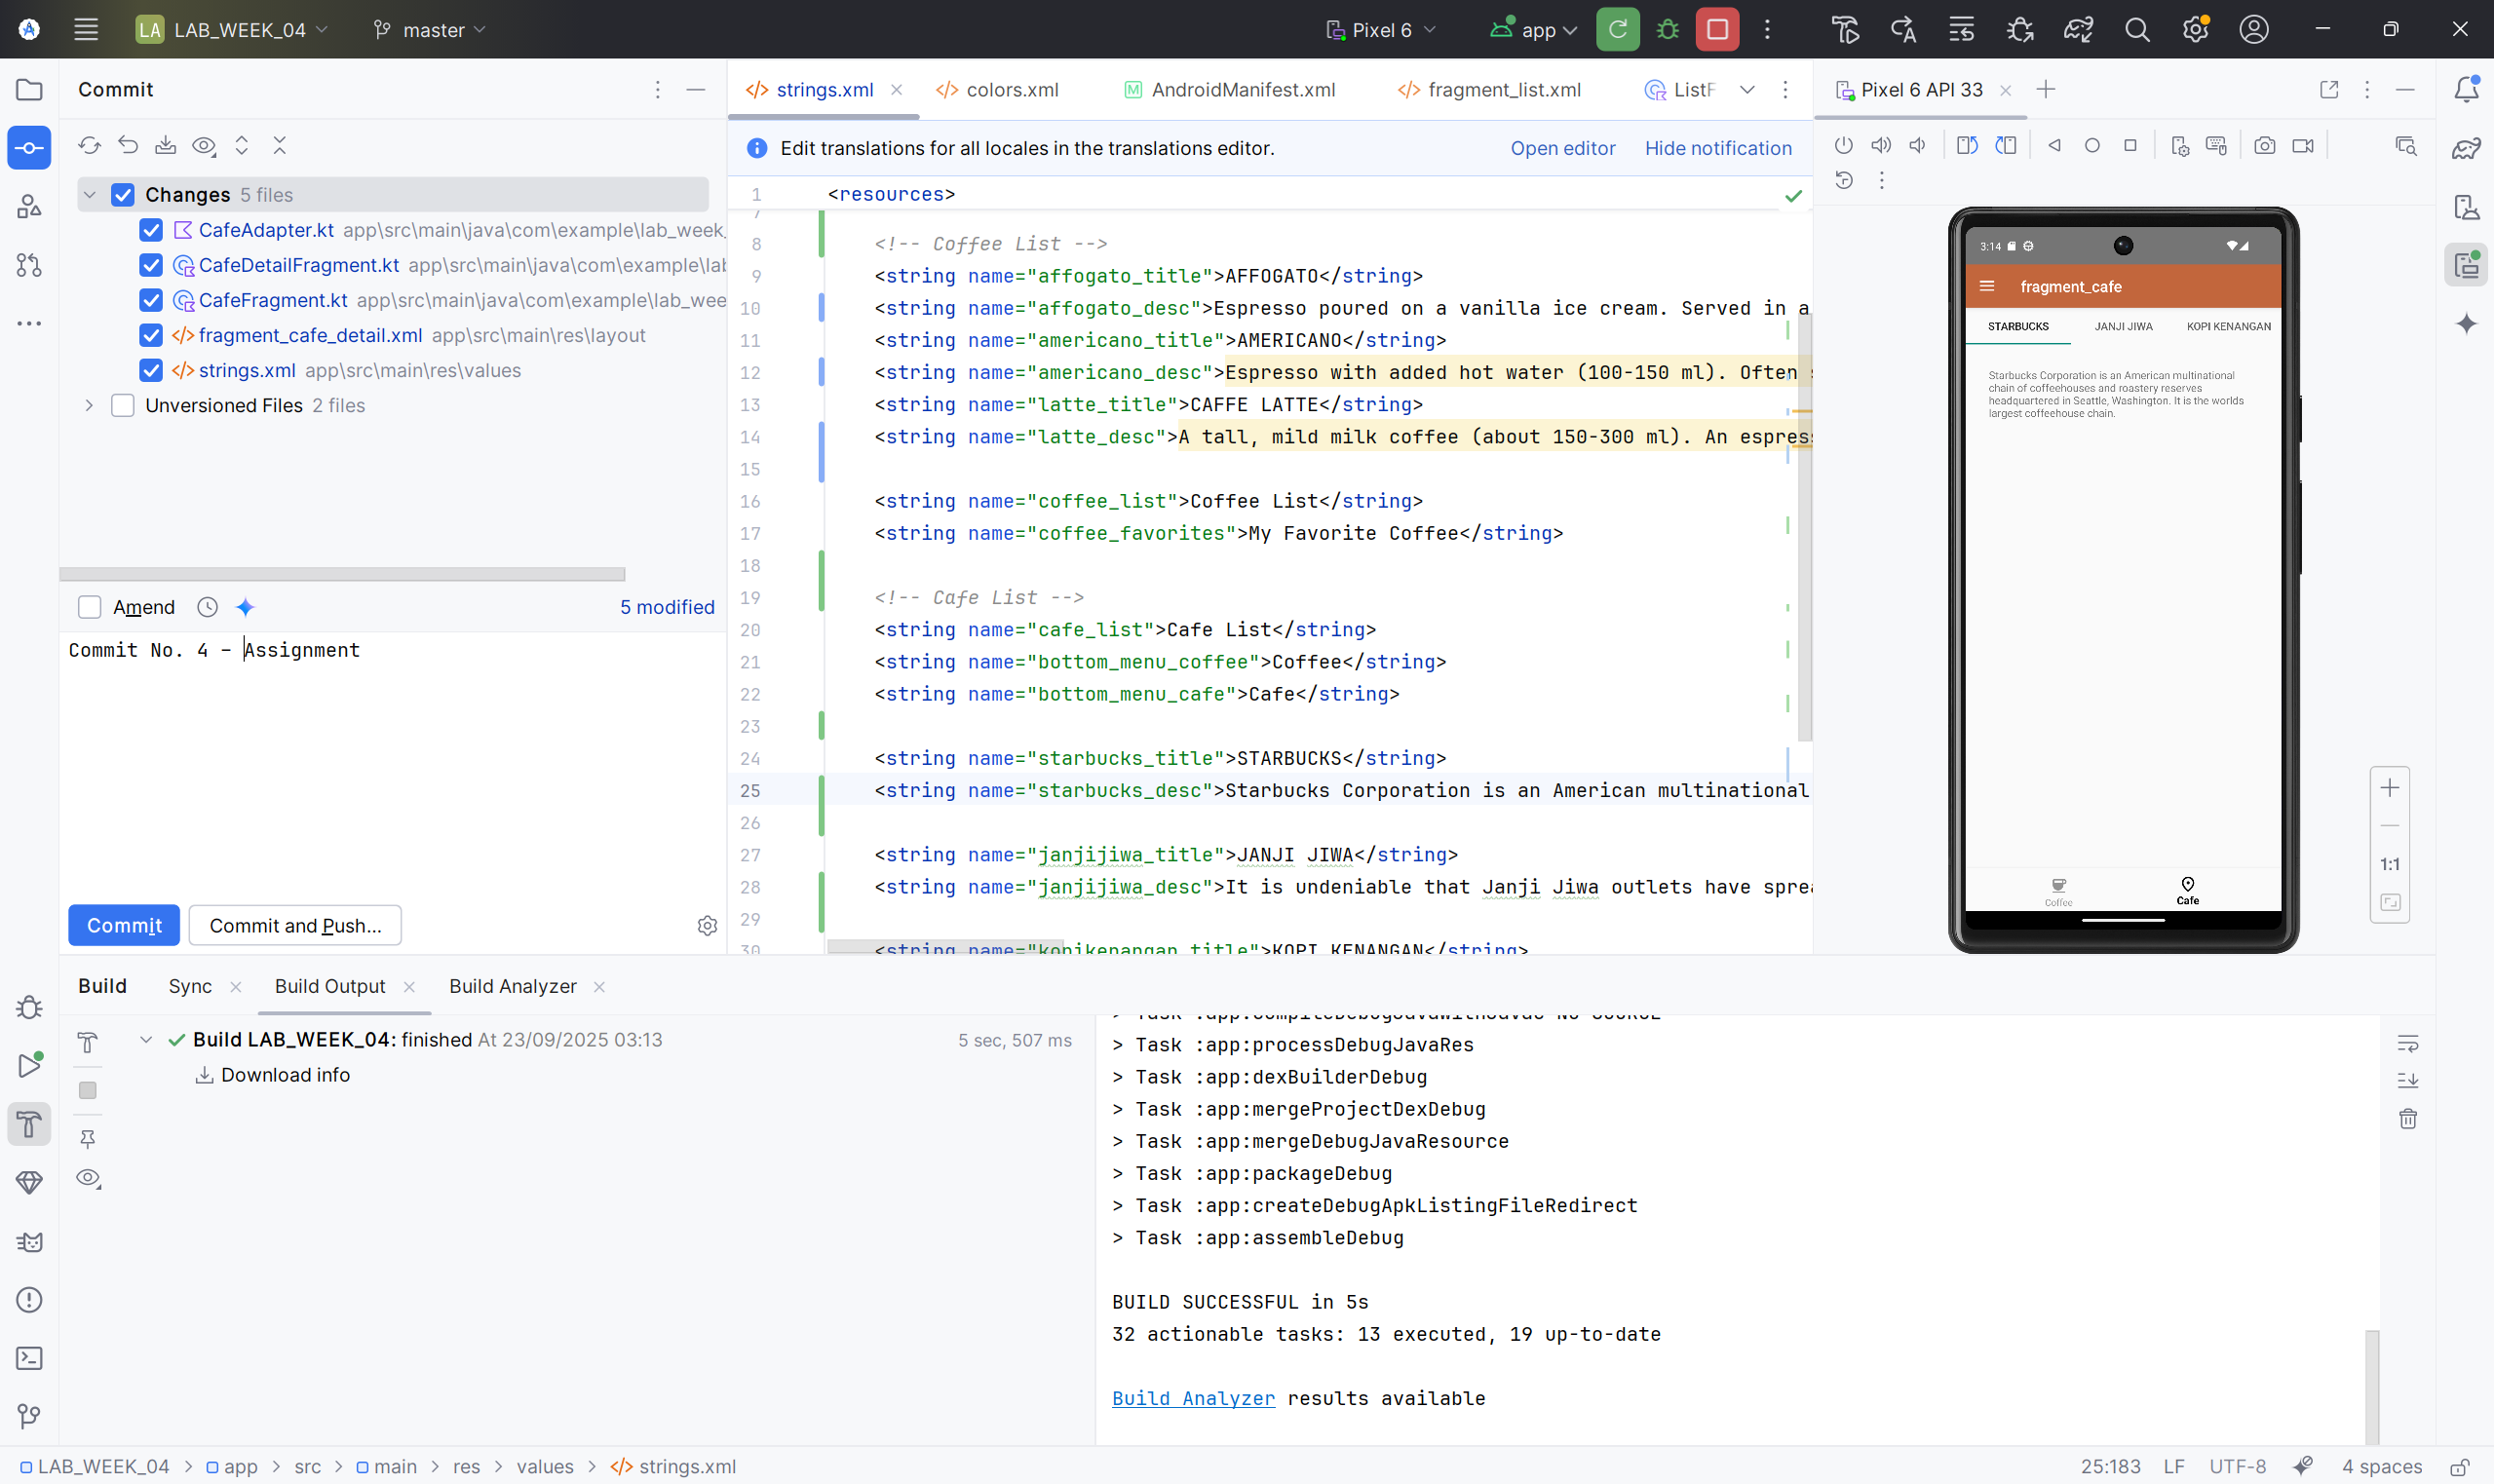 LA LAB_WEEK_04 master Pixel 6 app
Commit
strings.xml colors.xml AndroidManifest.xml fragment_list.xml ListF
Pixel 6 API 33
Changes 5 files
CafeAdapter.kt app\src\main\java\com\example\lab_week_
CafeDetailFragment.kt app\src\main\java\com\example\lab
CafeFragment.kt app\src\main\java\com\example\lab_wee
fragment_cafe_detail.xml app\src\main\res\layout
strings.xml app\src\main\res\values
Unversioned Files 2 files
Amend 5 modified
Commit No. 4 - Assignment
Commit Commit and Push...
Edit translations for all locales in the translations editor. Open editor Hide notification
1 <resources>
7
8 <!-- Coffee List -->
9 <string name="affogato_title">AFFOGATO</string>
10 <string name="affogato_desc">Espresso poured on a vanilla ice cream. Served in a
11 <string name="americano_title">AMERICANO</string>
12 <string name="americano_desc">Espresso with added hot water (100-150 ml). Often s
13 <string name="latte_title">CAFFE LATTE</string>
14 <string name="latte_desc">A tall, mild milk coffee (about 150-300 ml). An espress
15
16 <string name="coffee_list">Coffee List</string>
17 <string name="coffee_favorites">My Favorite Coffee</string>
18
19 <!-- Cafe List -->
20 <string name="cafe_list">Cafe List</string>
21 <string name="bottom_menu_coffee">Coffee</string>
22 <string name="bottom_menu_cafe">Cafe</string>
23
24 <string name="starbucks_title">STARBUCKS</string>
25 <string name="starbucks_desc">Starbucks Corporation is an American multinational
26
27 <string name="janjijiwa_title">JANJI JIWA</string>
28 <string name="janjijiwa_desc">It is undeniable that Janji Jiwa outlets have sprea
29
30 <string name="kopikenangan_title">KOPI KENANGAN</string>
3:14
fragment_cafe
STARBUCKS JANJI JIWA KOPI KENANGAN
Starbucks Corporation is an American multinational
chain of coffeehouses and roastery reserves
headquartered in Seattle, Washington. It is the worlds
largest coffeehouse chain.
Coffee Cafe
1:1
Build Sync Build Output Build Analyzer
Build LAB_WEEK_04: finished At 23/09/2025 03:13 5 sec, 507 ms
Download info
> Task :app:compileDebugJavaWithJavac NO-SOURCE
> Task :app:processDebugJavaRes
> Task :app:dexBuilderDebug
> Task :app:mergeProjectDexDebug
> Task :app:mergeDebugJavaResource
> Task :app:packageDebug
> Task :app:createDebugApkListingFileRedirect
> Task :app:assembleDebug
BUILD SUCCESSFUL in 5s
32 actionable tasks: 13 executed, 19 up-to-date
Build Analyzer results available
LAB_WEEK_04 > app > src > main > res > values > strings.xml
25:183 LF UTF-8 4 spaces